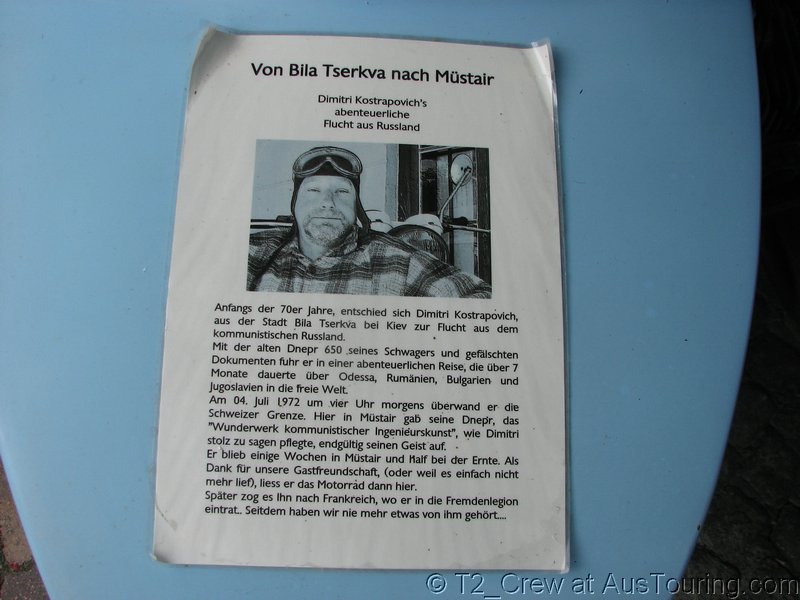 Von Bila Tserkva nach Müstair
Dimitri Kostrapovich's
abenteuerliche
Flucht aus Russland
Anfangs der 70er Jahre, entschied sich Dimitri Kostrapovich,
aus der Stadt Bila Tserkva bei Kiev zur Flucht aus dem
kommunistischen Russland.
Mit der alten Dnepr 650 seines Schwagers und gefälschten
Dokumenten fuhr er in einer abenteuerlichen Reise, die über 7
Monate dauerte über Odessa, Rumänien, Bulgarien und
Jugoslavien in die freie Welt.
Am 04. Juli 1972 um vier Uhr morgens überwand er die
Schweizer Grenze. Hier in Müstair gab seine Dnepr, das
"Wunderwerk kommunistischer Ingenieurskunst", wie Dimitri
stolz zu sagen pflegte, endgültig seinen Geist auf.
Er blieb einige Wochen in Müstair und half bei der Ernte. Als
Dank für unsere Gastfreundschaft, (oder weil es einfach nicht
mehr lief), liess er das Motorrad dann hier.
Später zog es Ihn nach Frankreich, wo er in die Fremdenlegion
eintrat.. Seitdem haben wir nie mehr etwas von ihm gehört....
© T2_Crew at AusTouring.com